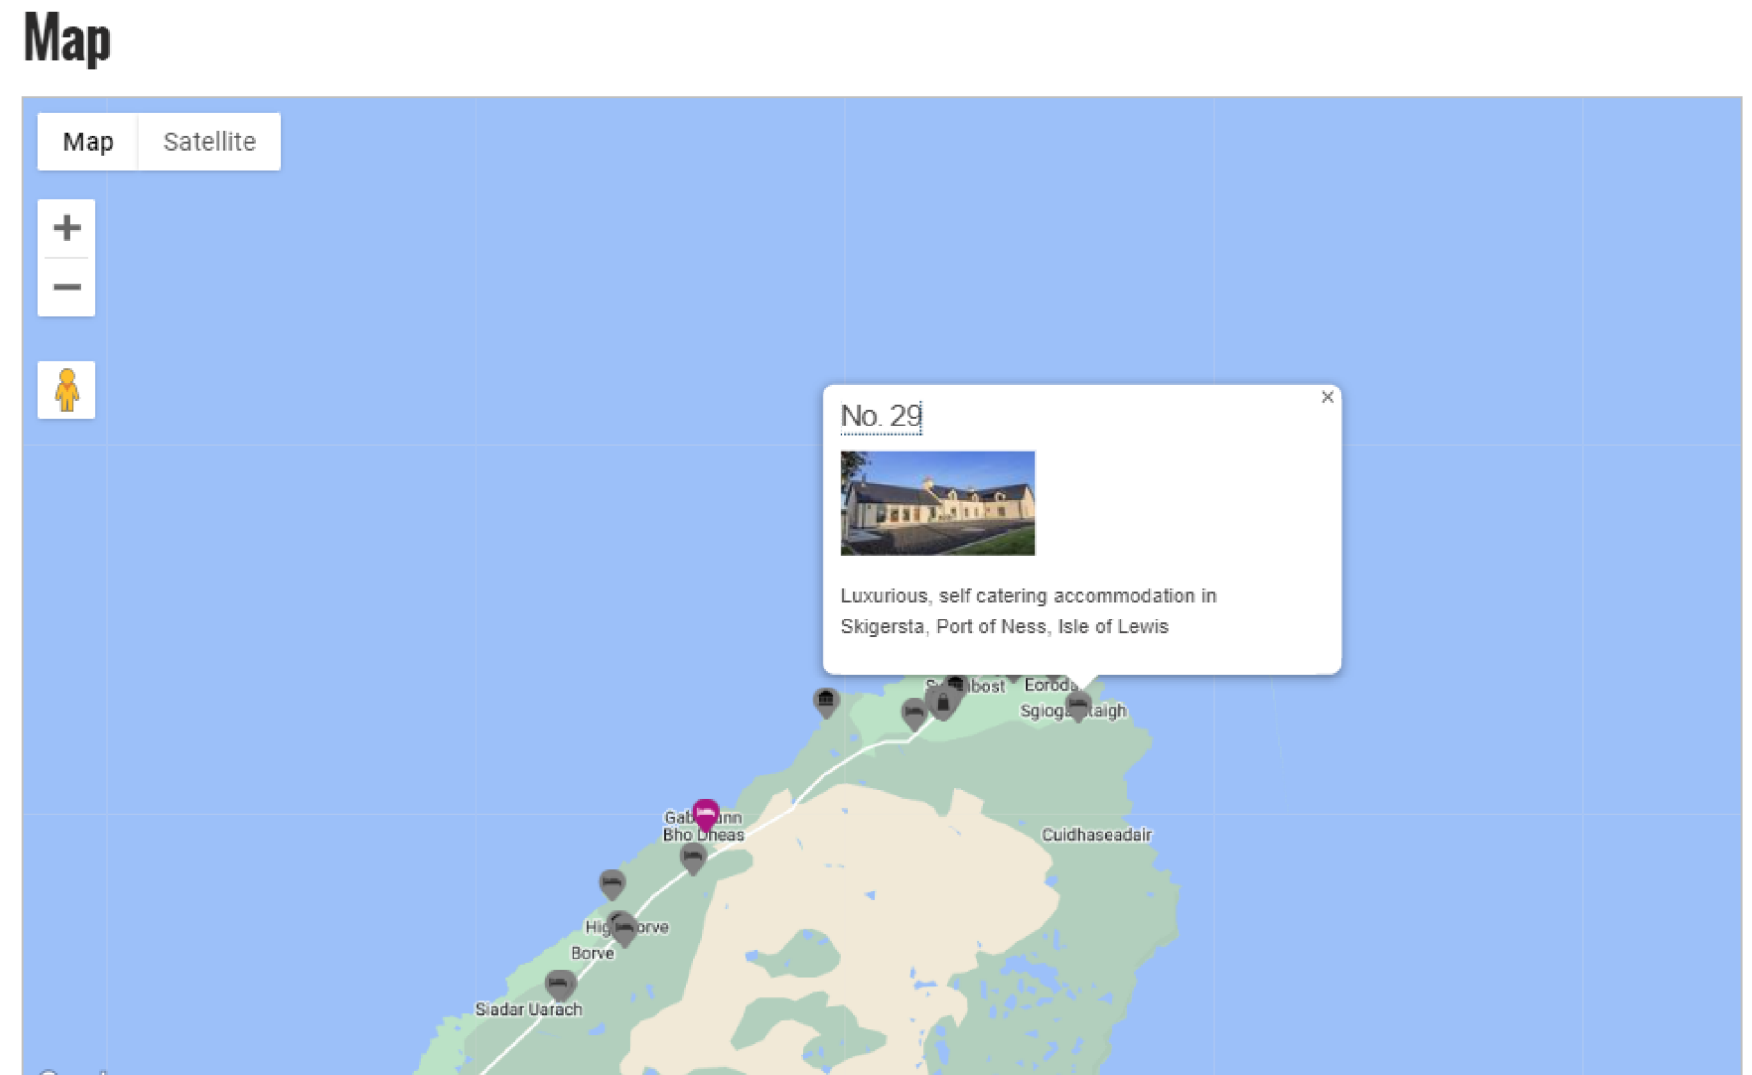 Map
Map
Satellite
No. 29
Luxurious, self catering accommodation in
Skigersta, Port of Ness, Isle of Lewis
Cuidhaseadair
Bho Dheas
Borve
Siadar Uarach